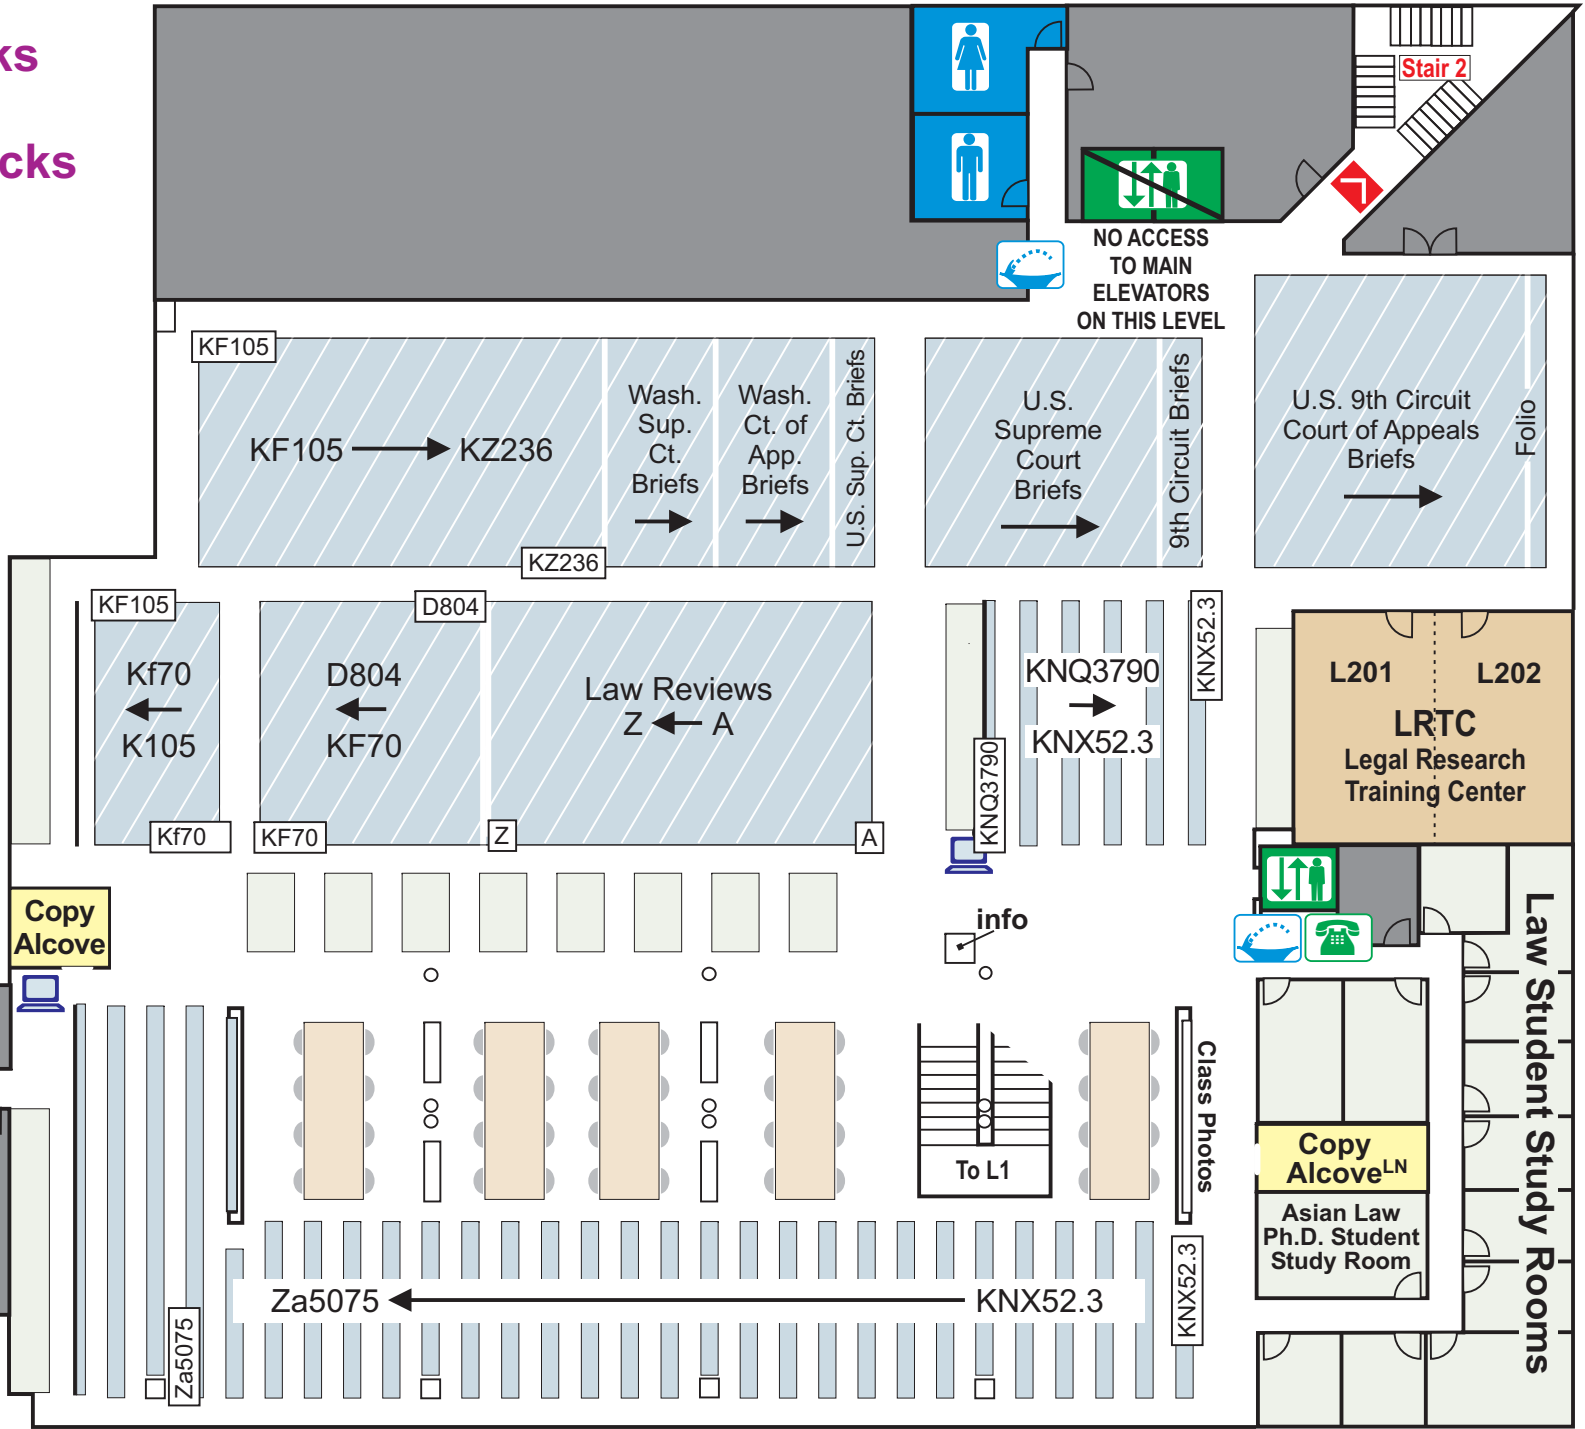 ks
cks
Stair 2
NO ACCESS
TO MAIN
ELEVATORS
ON THIS LEVEL
KF105
KF105 KZ236
KZ236
Wash.
Sup.
Ct.
Briefs
Wash.
Ct. of
App.
Briefs
U.S. Sup. Ct. Briefs
U.S.
Supreme
Court
Briefs
9th Circuit Briefs
U.S. 9th Circuit
Court of Appeals
Briefs
Folio
KF105
Kf70
K105
Kf70
D804
D804
KF70
KF70
Law Reviews
Z A
Z
A
KNQ3790
KNX52.3
KNQ3790
KNX52.3
L201 L202
LRTC
Legal Research
Training Center
Copy
Alcove
info
To L1
Class Photos
Law Student Study Rooms
Copy
AlcoveLN
Asian Law
Ph.D. Student
Study Room
Za5075
Za5075 KNX52.3
KNX52.3